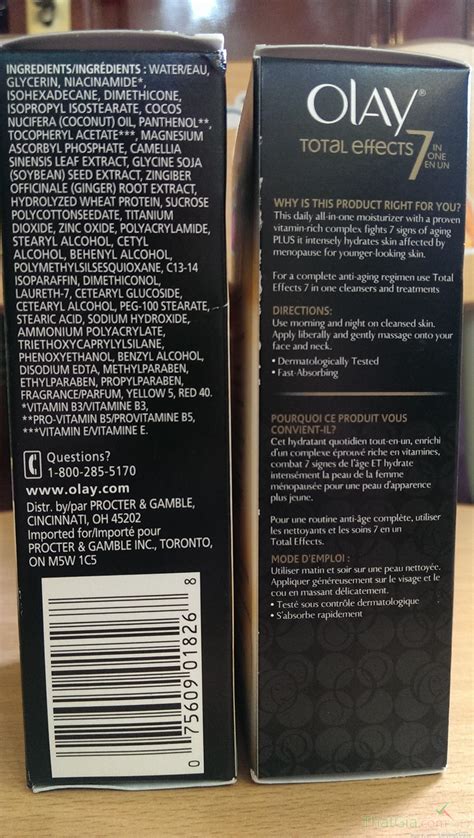 INGREDIENTS/INGRÉDIENTS : WATER/EAU,
GLYCERIN, NIACINAMIDE*,
ISOHEXADECANE, DIMETHICONE,
ISOPROPYL ISOSTEARATE, COCOS
NUCIFERA (COCONUT) OIL, PANTHENOL**,
TOCOPHERYL ACETATE***, MAGNESIUM
ASCORBYL PHOSPHATE, CAMELLIA
SINENSIS LEAF EXTRACT, GLYCINE SOJA
(SOYBEAN) SEED EXTRACT, ZINGIBER
OFFICINALE (GINGER) ROOT EXTRACT,
HYDROLYZED WHEAT PROTEIN, SUCROSE
POLYCOTTONSEEDATE, TITANIUM
DIOXIDE, ZINC OXIDE, POLYACRYLAMIDE,
STEARYL ALCOHOL, CETYL
ALCOHOL, BEHENYL ALCOHOL,
POLYMETHYLSILSESQUIOXANE, C13-14
ISOPARAFFIN, DIMETHICONOL,
LAURETH-7, CETEARYL GLUCOSIDE,
CETEARYL ALCOHOL, PEG-100 STEARATE,
STEARIC ACID, SODIUM HYDROXIDE,
AMMONIUM POLYACRYLATE,
TRIETHOXYCAPRYLYLSILANE,
PHENOXYETHANOL, BENZYL ALCOHOL,
DISODIUM EDTA, METHYLPARABEN,
ETHYLPARABEN, PROPYLPARABEN,
FRAGRANCE/PARFUM, YELLOW 5, RED 40.
*VITAMIN B3/VITAMINE B3,
**PRO-VITAMIN B5/PROVITAMINE B5,
***VITAMIN E/VITAMINE E.
Questions?
1-800-285-5170
www.olay.com
Distr. by/par PROCTER & GAMBLE,
CINCINNATI, OH 45202
Imported for/Importé pour
PROCTER & GAMBLE INC., TORONTO,
ON M5W 1C5
0 75609 01826 8
OLAY®
TOTAL EFFECTS 7 IN ONE EN UN
WHY IS THIS PRODUCT RIGHT FOR YOU?
This daily all-in-one moisturizer with a proven
vitamin-rich complex fights 7 signs of aging
PLUS it intensely hydrates skin affected by
menopause for younger-looking skin.
For a complete anti-aging regimen use Total
Effects 7 in one cleansers and treatments
DIRECTIONS:
Use morning and night on cleansed skin.
Apply liberally and gently massage onto your
face and neck.
• Dermatologically Tested
• Fast-Absorbing
POURQUOI CE PRODUIT VOUS
CONVIENT-IL?
Cet hydratant quotidien tout-en-un, enrichi
d'un complexe éprouvé riche en vitamines,
combat 7 signes de l'âge ET hydrate
intensément la peau de la femme
ménopausée pour une peau d'apparence
plus jeune.
Pour une routine anti-âge complète, utiliser
les nettoyants et les soins 7 en un
Total Effects.
MODE D'EMPLOI :
Utiliser matin et soir sur une peau nettoyée.
Appliquer généreusement sur le visage et le
cou en massant délicatement.
• Testé sous contrôle dermatologique
• S'absorbe rapidement